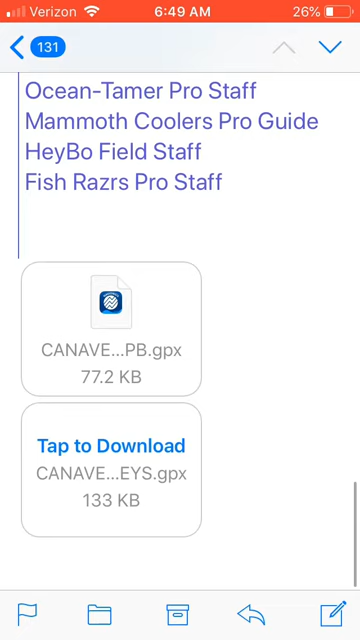 Verizon 6:49 AM 26%
131
Ocean-Tamer Pro Staff
Mammoth Coolers Pro Guide
HeyBo Field Staff
Fish Razrs Pro Staff
CANAVE...PB.gpx
77.2 KB
Tap to Download
CANAVE...EYS.gpx
133 KB